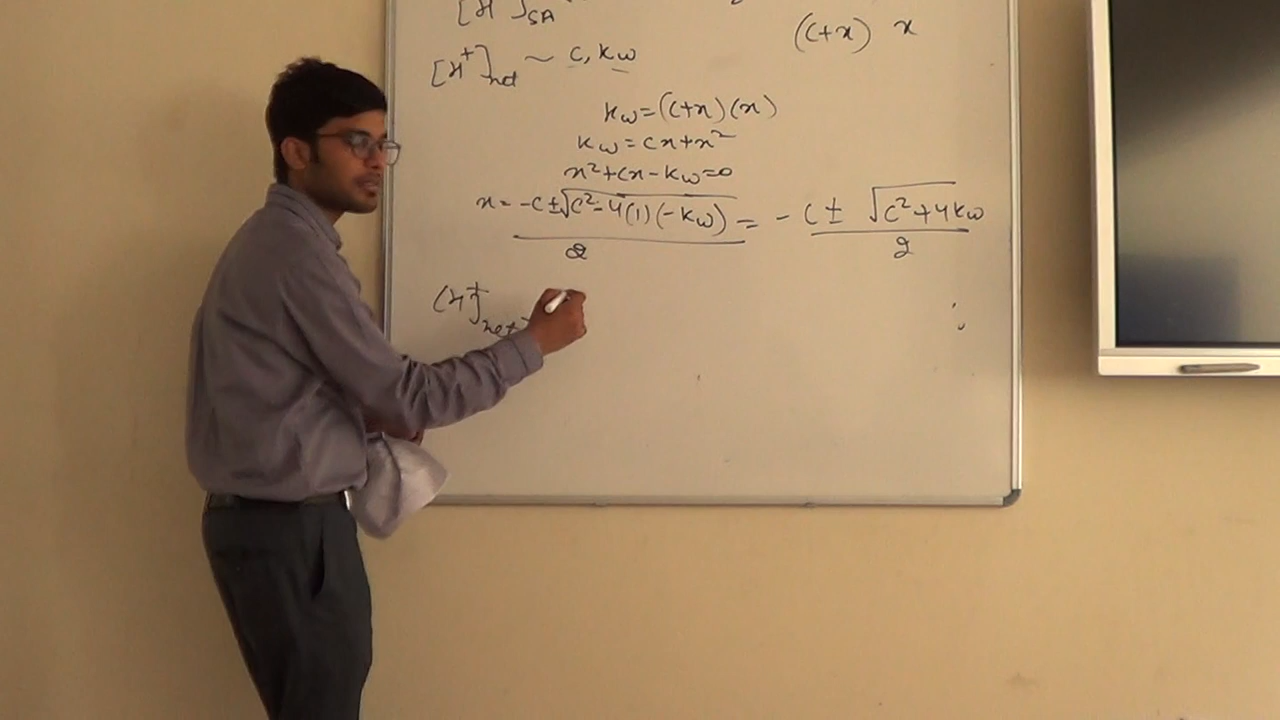 [H⁺]SA
(c+x) x
[H⁺]net ~ c, Kw
Kw = (c+x)(x)
Kw = cx+x²
x²+cx-Kw=0
x = -c±√c²-4(1)(-Kw) / 2 = -c ± √c²+4Kw / 2
[H⁺]net =